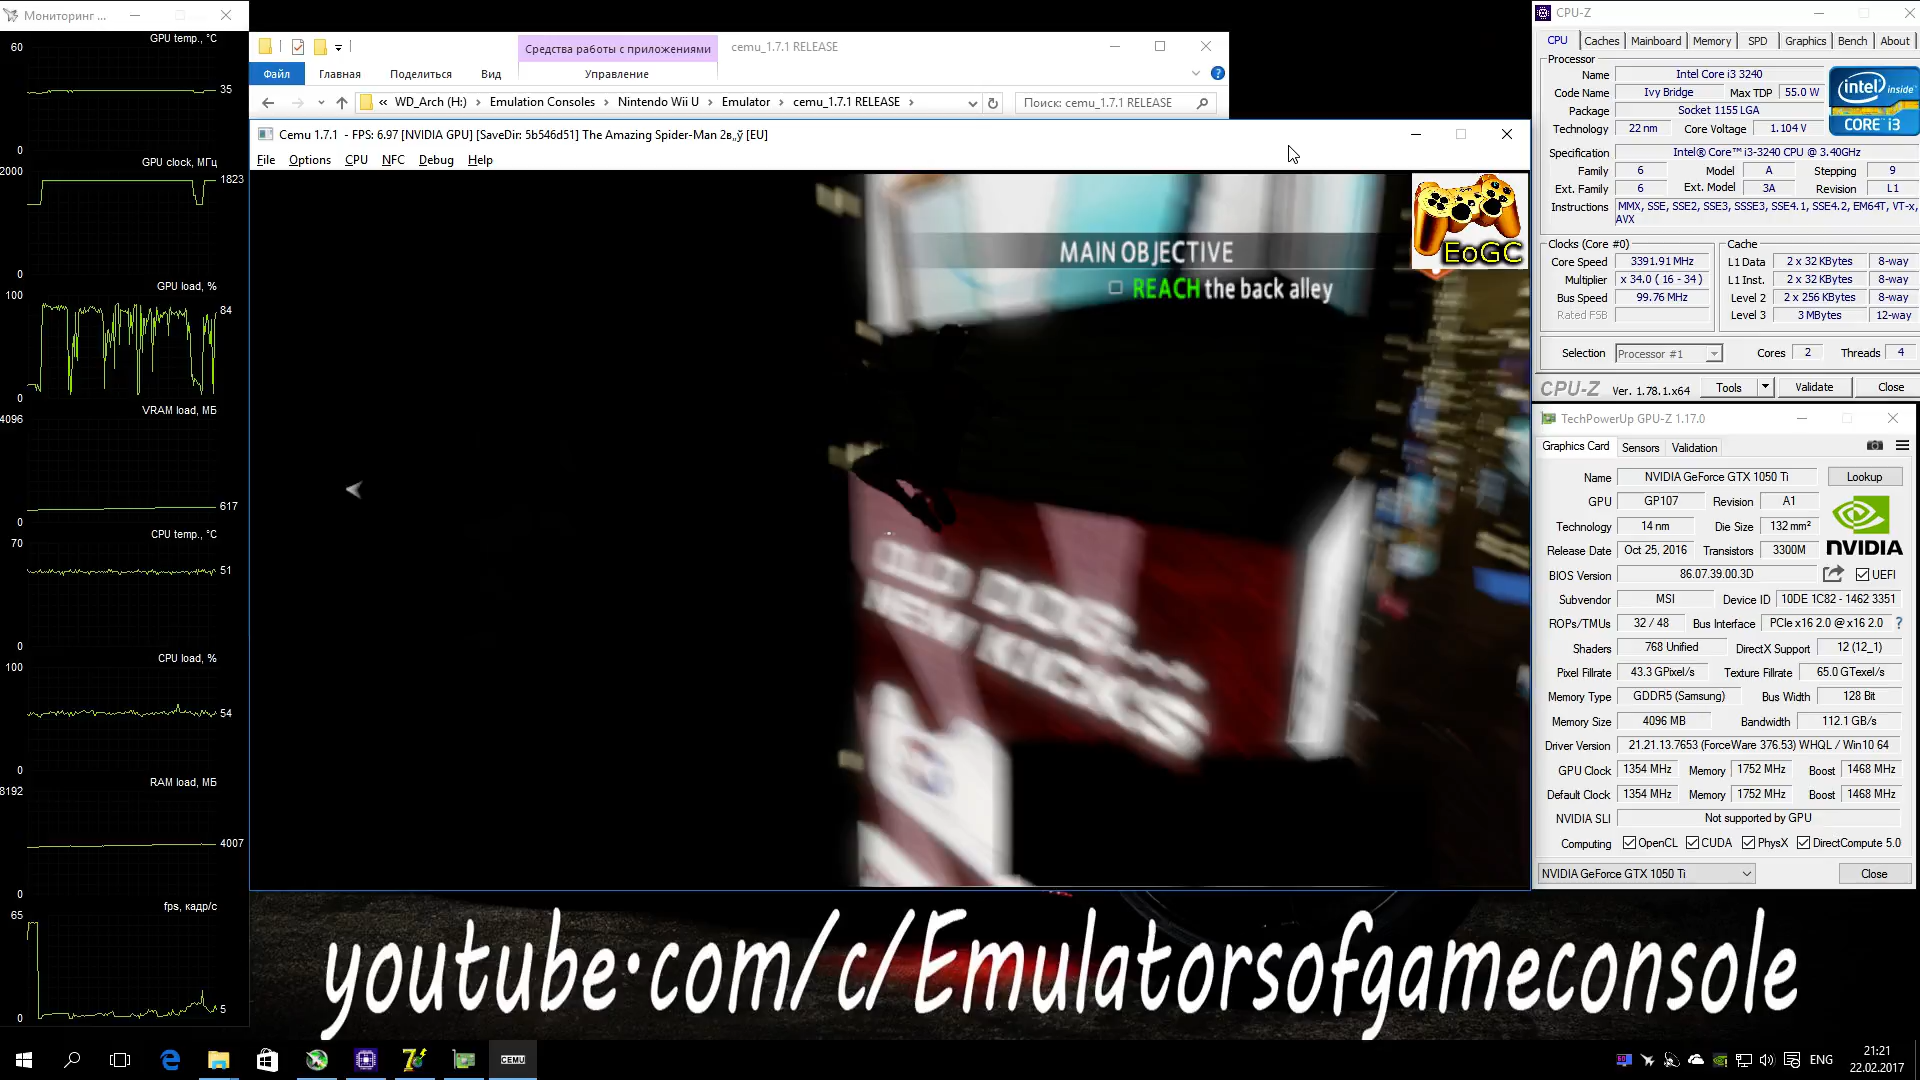 Мониторинг ...
GPU temp., °C
60
35
0
GPU clock, МГц
2000
1823
0
GPU load, %
100
84
0
VRAM load, МБ
4096
617
0
CPU temp., °C
70
51
0
CPU load, %
100
54
0
RAM load, МБ
8192
4007
0
fps, кадр/с
65
5
0
Средства работы с приложениями
cemu_1.7.1 RELEASE
Файл
Главная
Поделиться
Вид
Управление
« WD_Arch (H:) > Emulation Consoles > Nintendo Wii U > Emulator > cemu_1.7.1 RELEASE >
Поиск: cemu_1.7.1 RELEASE
Cemu 1.7.1 - FPS: 6.97 [NVIDIA GPU] [SaveDir: 5b546d51] The Amazing Spider-Man 2в„ў [EU]
File Options CPU NFC Debug Help
MAIN OBJECTIVE
REACH the back alley
EoGC
OLD DOG...
NEW KICKS
CPU-Z
CPU Caches Mainboard Memory SPD Graphics Bench About
Processor
Name Intel Core i3 3240
Code Name Ivy Bridge Max TDP 55.0 W
Package Socket 1155 LGA
Technology 22 nm Core Voltage 1.104 V
intel inside™
CORE i3
Specification Intel® Core™ i3-3240 CPU @ 3.40GHz
Family 6 Model A Stepping 9
Ext. Family 6 Ext. Model 3A Revision L1
Instructions MMX, SSE, SSE2, SSE3, SSSE3, SSE4.1, SSE4.2, EM64T, VT-x, AVX
Clocks (Core #0)
Core Speed 3391.91 MHz
Multiplier x 34.0 ( 16 - 34 )
Bus Speed 99.76 MHz
Rated FSB
Cache
L1 Data 2 x 32 KBytes 8-way
L1 Inst. 2 x 32 KBytes 8-way
Level 2 2 x 256 KBytes 8-way
Level 3 3 MBytes 12-way
Selection Processor #1 Cores 2 Threads 4
CPU-Z Ver. 1.78.1.x64 Tools Validate Close
TechPowerUp GPU-Z 1.17.0
Graphics Card Sensors Validation
Name NVIDIA GeForce GTX 1050 Ti Lookup
GPU GP107 Revision A1
Technology 14 nm Die Size 132 mm²
Release Date Oct 25, 2016 Transistors 3300M
NVIDIA
BIOS Version 86.07.39.00.3D UEFI
Subvendor MSI Device ID 10DE 1C82 - 1462 3351
ROPs/TMUs 32 / 48 Bus Interface PCIe x16 2.0 @ x16 2.0 ?
Shaders 768 Unified DirectX Support 12 (12_1)
Pixel Fillrate 43.3 GPixel/s Texture Fillrate 65.0 GTexel/s
Memory Type GDDR5 (Samsung) Bus Width 128 Bit
Memory Size 4096 MB Bandwidth 112.1 GB/s
Driver Version 21.21.13.7653 (ForceWare 376.53) WHQL / Win10 64
GPU Clock 1354 MHz Memory 1752 MHz Boost 1468 MHz
Default Clock 1354 MHz Memory 1752 MHz Boost 1468 MHz
NVIDIA SLI Not supported by GPU
Computing OpenCL CUDA PhysX DirectCompute 5.0
NVIDIA GeForce GTX 1050 Ti Close
youtube.com/c/Emulatorsofgameconsole
CEMU
ENG
21:21
22.02.2017